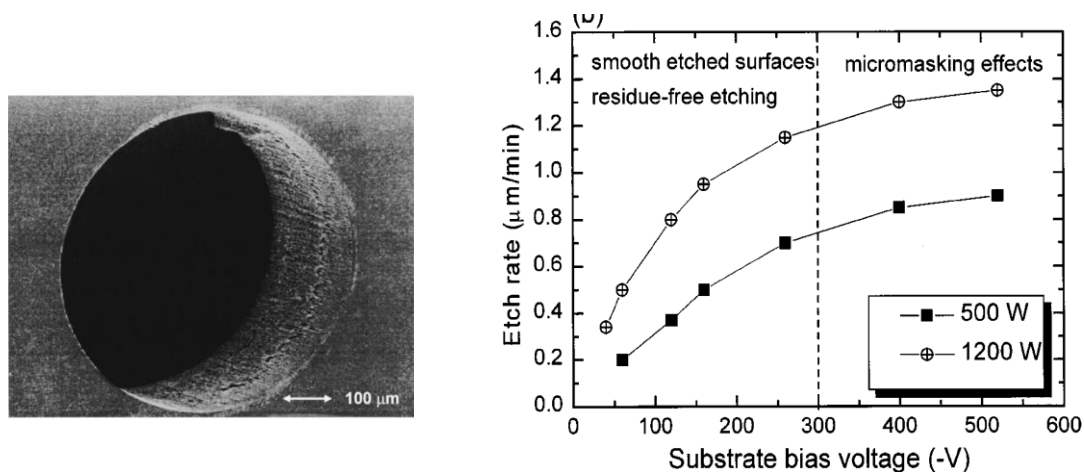 100 μm
(b)
smooth etched surfaces
residue-free etching
micromasking effects
Etch rate (μm/min)
1.6
1.4
1.2
1.0
0.8
0.6
0.4
0.2
0.0
500 W
1200 W
0
100
200
300
400
500
600
Substrate bias voltage (-V)